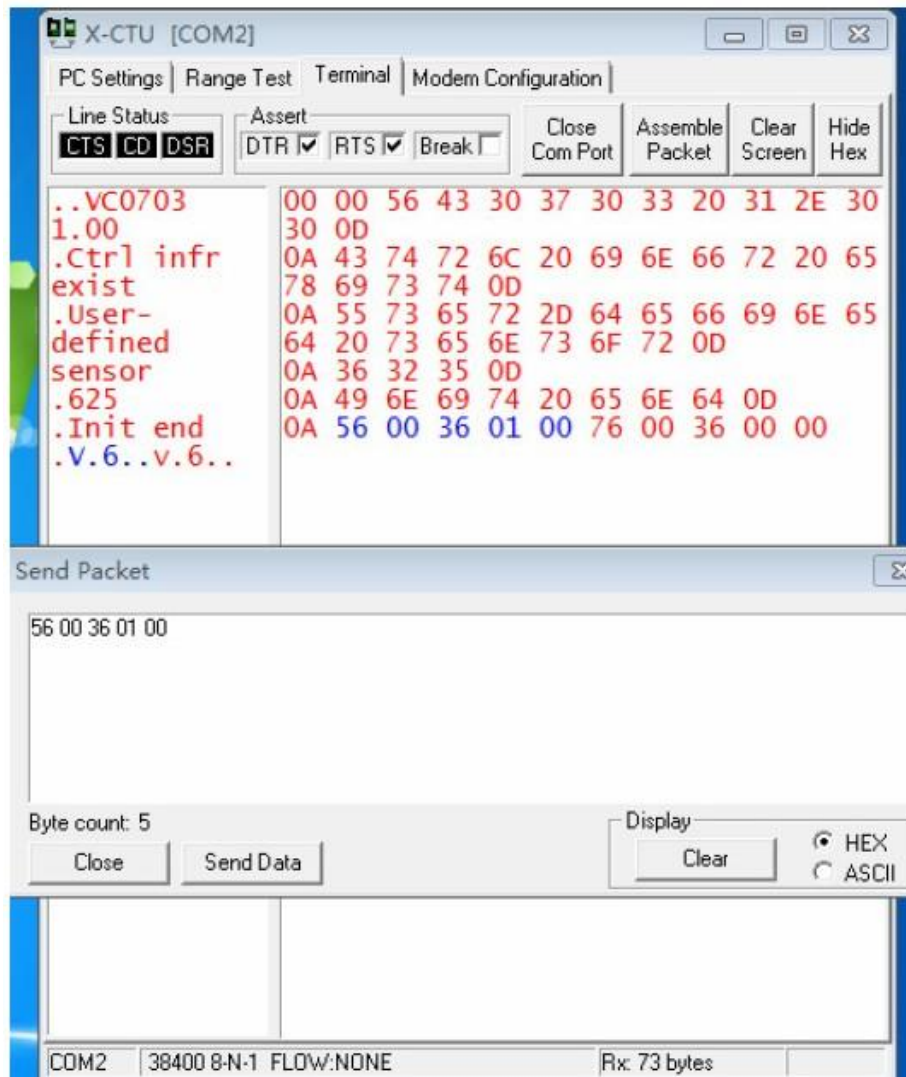 X-CTU [COM2]
PC Settings Range Test Terminal Modem Configuration
Line Status
CTS CD DSR
Assert
DTR RTS Break
Close Com Port
Assemble Packet
Clear Screen
Hide Hex
..VC0703
1.00
.Ctrl infr
exist
.User-
defined
sensor
.625
.Init end
.V.6..v.6..
00 00 56 43 30 37 30 33 20 31 2E 30
30 0D
0A 43 74 72 6C 20 69 6E 66 72 20 65
78 69 73 74 0D
0A 55 73 65 72 2D 64 65 66 69 6E 65
64 20 73 65 6E 73 6F 72 0D
0A 36 32 35 0D
0A 49 6E 69 74 20 65 6E 64 0D
0A 56 00 36 01 00 76 00 36 00 00
Send Packet
56 00 36 01 00
Byte count: 5
Close
Send Data
Display
Clear
HEX
ASCII
COM2 38400 8-N-1 FLOW:NONE Rx: 73 bytes